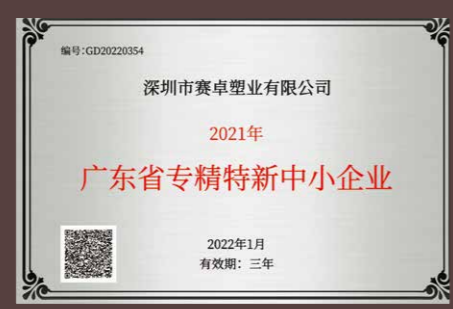 编号:GD20220354
深圳市赛卓塑业有限公司
2021年
广东省专精特新中小企业
2022年1月
有效期：三年